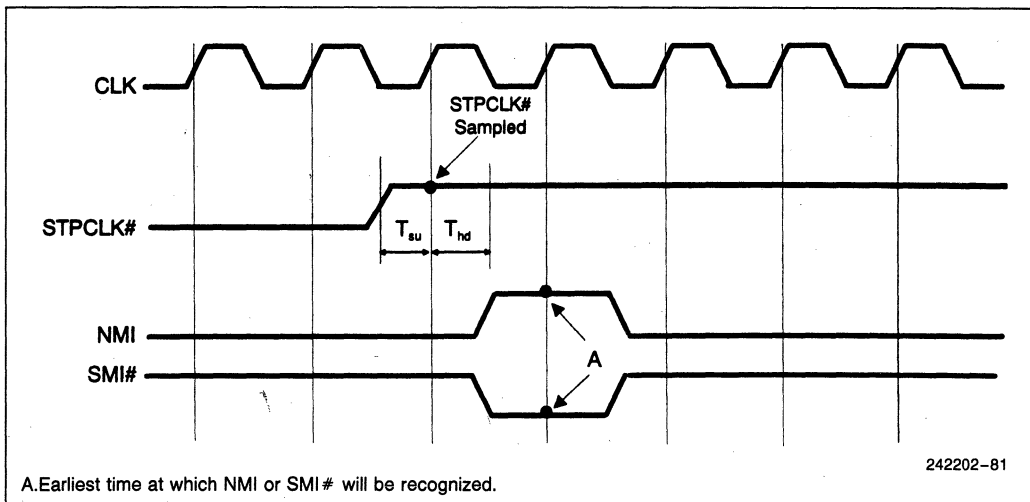 CLK
STPCLK#
Sampled
STPCLK#
Tsu Thd
NMI
A
SMI#
242202–81
A.Earliest time at which NMI or SMI# will be recognized.